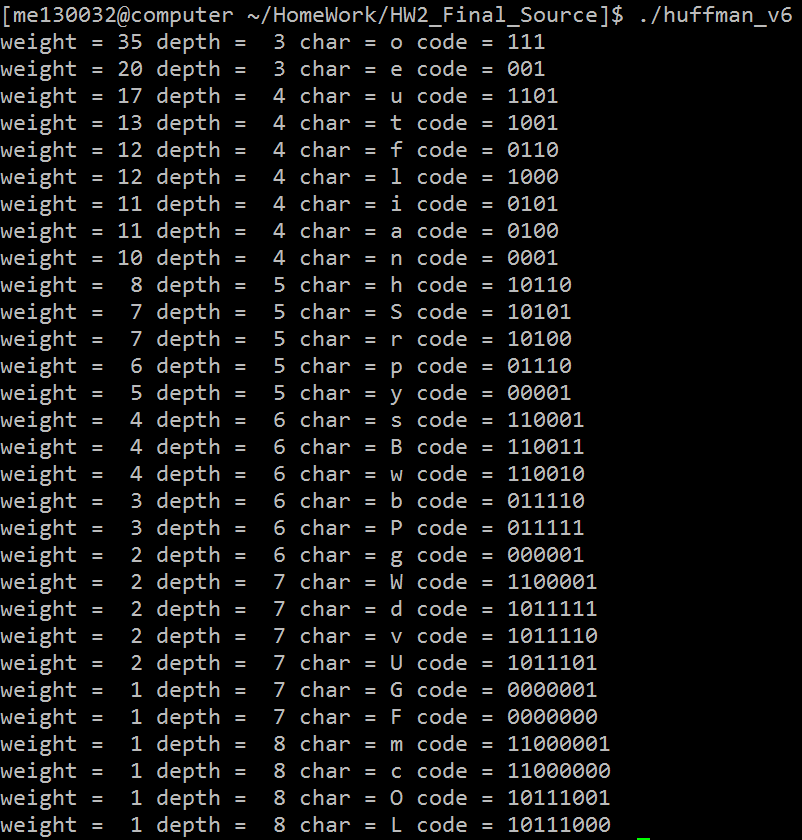 [me130032@computer ~/HomeWork/HW2_Final_Source]$ ./huffman_v6
weight = 35 depth =  3 char = o code = 111
weight = 20 depth =  3 char = e code = 001
weight = 17 depth =  4 char = u code = 1101
weight = 13 depth =  4 char = t code = 1001
weight = 12 depth =  4 char = f code = 0110
weight = 12 depth =  4 char = l code = 1000
weight = 11 depth =  4 char = i code = 0101
weight = 11 depth =  4 char = a code = 0100
weight = 10 depth =  4 char = n code = 0001
weight =  8 depth =  5 char = h code = 10110
weight =  7 depth =  5 char = S code = 10101
weight =  7 depth =  5 char = r code = 10100
weight =  6 depth =  5 char = p code = 01110
weight =  5 depth =  5 char = y code = 00001
weight =  4 depth =  6 char = s code = 110001
weight =  4 depth =  6 char = B code = 110011
weight =  4 depth =  6 char = w code = 110010
weight =  3 depth =  6 char = b code = 011110
weight =  3 depth =  6 char = P code = 011111
weight =  2 depth =  6 char = g code = 000001
weight =  2 depth =  7 char = W code = 1100001
weight =  2 depth =  7 char = d code = 1011111
weight =  2 depth =  7 char = v code = 1011110
weight =  2 depth =  7 char = U code = 1011101
weight =  1 depth =  7 char = G code = 0000001
weight =  1 depth =  7 char = F code = 0000000
weight =  1 depth =  8 char = m code = 11000001
weight =  1 depth =  8 char = c code = 11000000
weight =  1 depth =  8 char = O code = 10111001
weight =  1 depth =  8 char = L code = 10111000